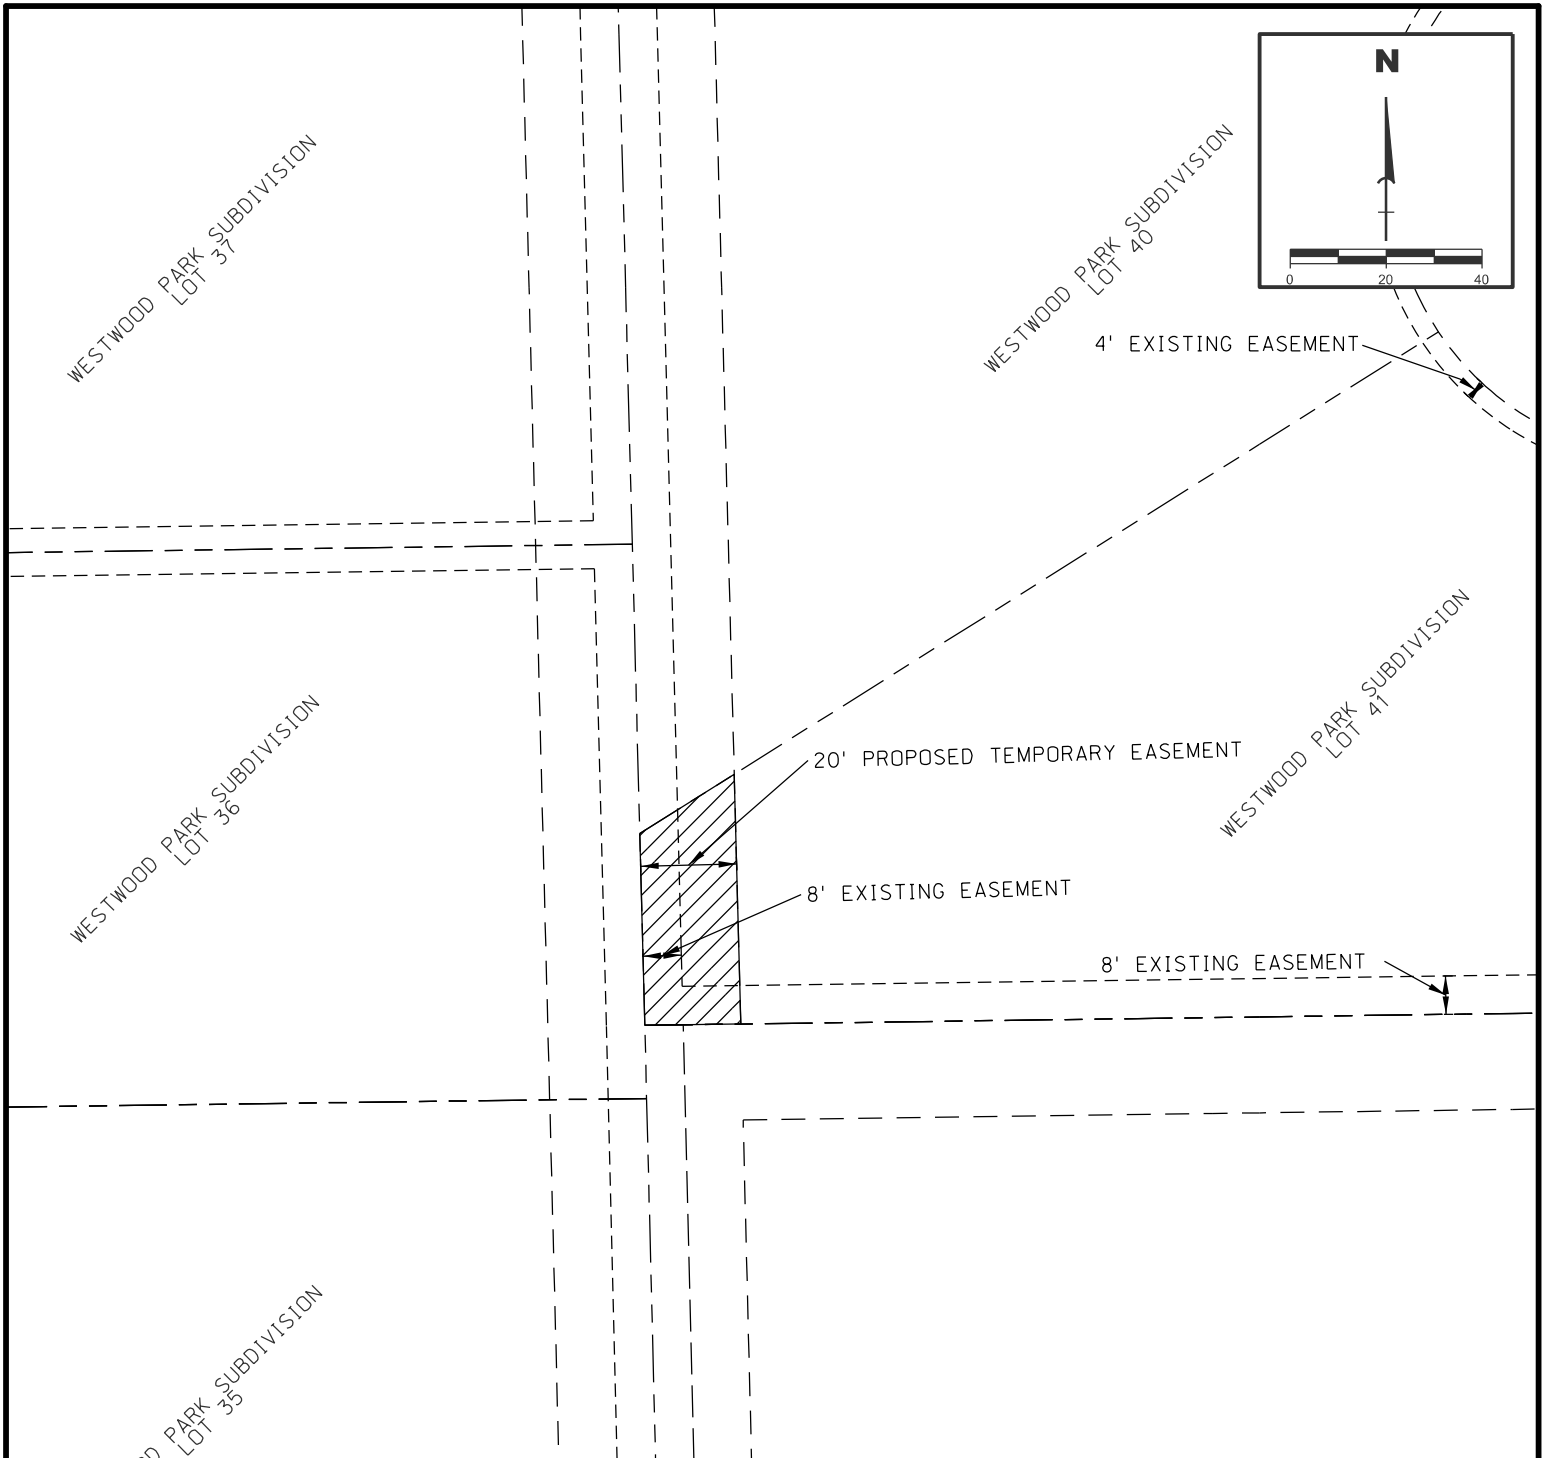 N
0 20 40
WESTWOOD PARK SUBDIVISION
LOT 37
WESTWOOD PARK SUBDIVISION
LOT 40
4' EXISTING EASEMENT
WESTWOOD PARK SUBDIVISION
LOT 41
WESTWOOD PARK SUBDIVISION
LOT 36
20' PROPOSED TEMPORARY EASEMENT
8' EXISTING EASEMENT
8' EXISTING EASEMENT
PARK SUBDIVISION
LOT 35